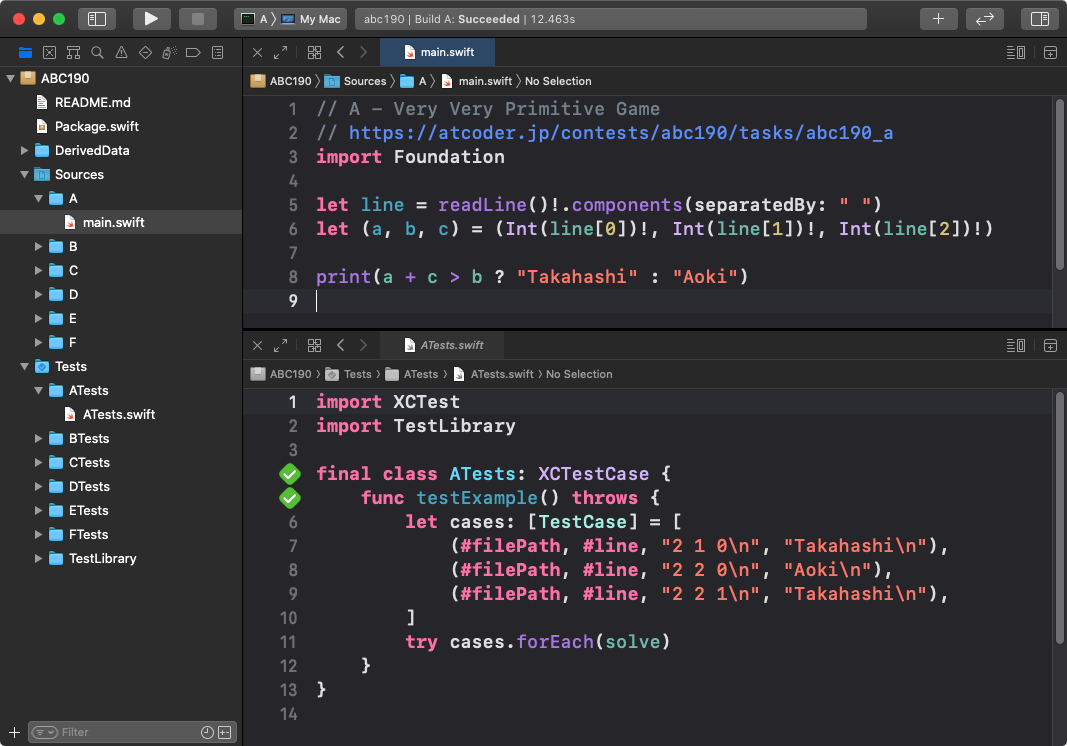 A 〉 My Mac
abc190 | Build A: Succeeded | 12.463s
ABC190
README.md
Package.swift
DerivedData
Sources
A
main.swift
B
C
D
E
F
Tests
ATests
ATests.swift
BTests
CTests
DTests
ETests
FTests
TestLibrary
Filter
main.swift
ABC190 〉 Sources 〉 A 〉 main.swift 〉 No Selection
1 // A - Very Very Primitive Game
2 // https://atcoder.jp/contests/abc190/tasks/abc190_a
3 import Foundation
4
5 let line = readLine()!.components(separatedBy: " ")
6 let (a, b, c) = (Int(line[0])!, Int(line[1])!, Int(line[2])!)
7
8 print(a + c > b ? "Takahashi" : "Aoki")
9
ATests.swift
ABC190 〉 Tests 〉 ATests 〉 ATests.swift 〉 No Selection
1 import XCTest
2 import TestLibrary
3
final class ATests: XCTestCase {
func testExample() throws {
6 let cases: [TestCase] = [
7 (#filePath, #line, "2 1 0\n", "Takahashi\n"),
8 (#filePath, #line, "2 2 0\n", "Aoki\n"),
9 (#filePath, #line, "2 2 1\n", "Takahashi\n"),
10 ]
11 try cases.forEach(solve)
12 }
13 }
14